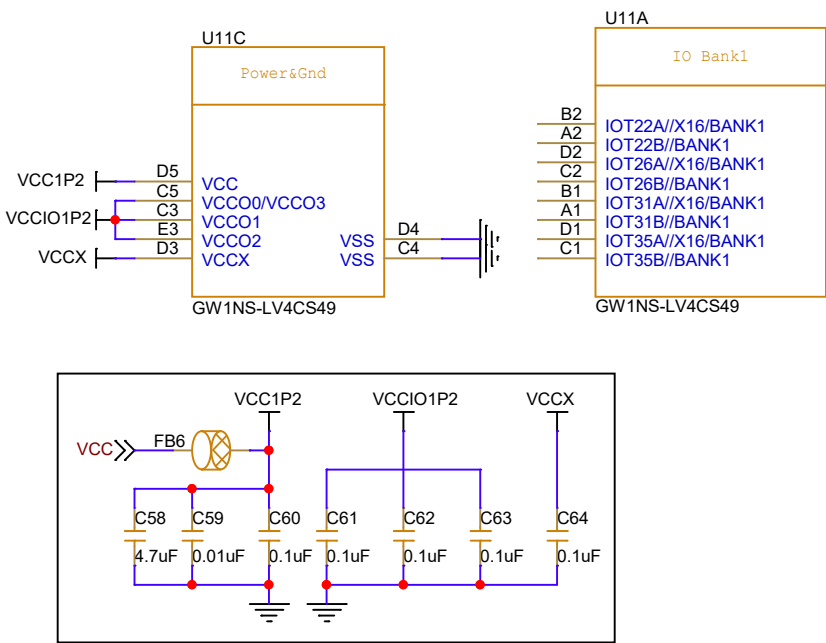 U11C
Power&Gnd
VCC1P2
D5
VCC
C5
VCCO0/VCCO3
VCCIO1P2
C3
VCCO1
E3
VCCO2
VCCX
D3
VCCX
VSS
D4
VSS
C4
GW1NS-LV4CS49
U11A
IO Bank1
B2
IOT22A//X16/BANK1
A2
IOT22B//BANK1
D2
IOT26A//X16/BANK1
C2
IOT26B//BANK1
B1
IOT31A//X16/BANK1
A1
IOT31B//BANK1
D1
IOT35A//X16/BANK1
C1
IOT35B//BANK1
GW1NS-LV4CS49
VCC1P2
VCCIO1P2
VCCX
VCC
FB6
C58
4.7uF
C59
0.01uF
C60
0.1uF
C61
0.1uF
C62
0.1uF
C63
0.1uF
C64
0.1uF